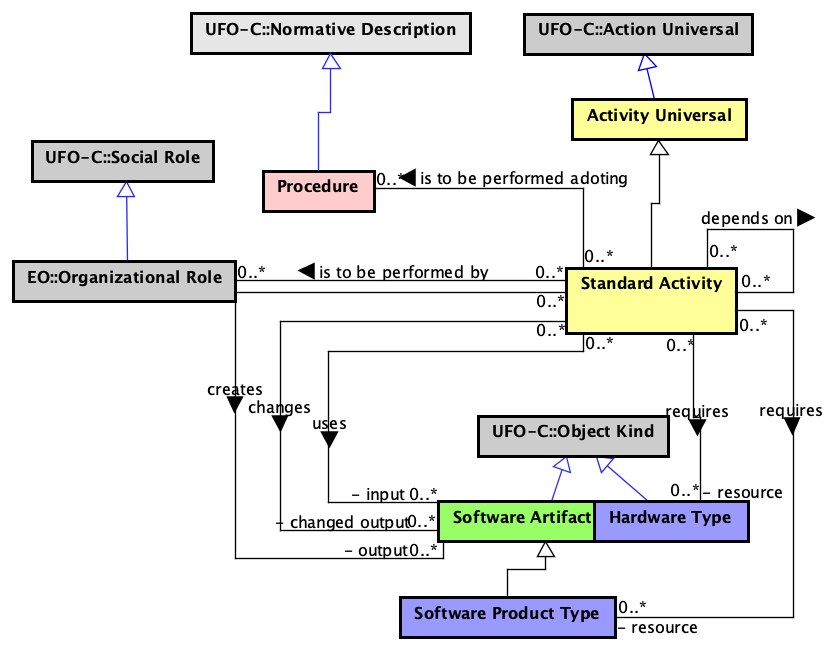 UFO-C::Normative Description
UFO-C::Action Universal
Activity Universal
UFO-C::Social Role
Procedure
0..*
is to be performed adoting
depends on
0..*
0..*
EO::Organizational Role
0..*
is to be performed by
0..*
Standard Activity
0..*
0..*
0..*
0..*
0..*
0..*
creates
changes
uses
requires
requires
UFO-C::Object Kind
- input 0..*
0..*
- resource
- changed output 0..*
Software Artifact
Hardware Type
- output 0..*
Software Product Type
0..*
- resource